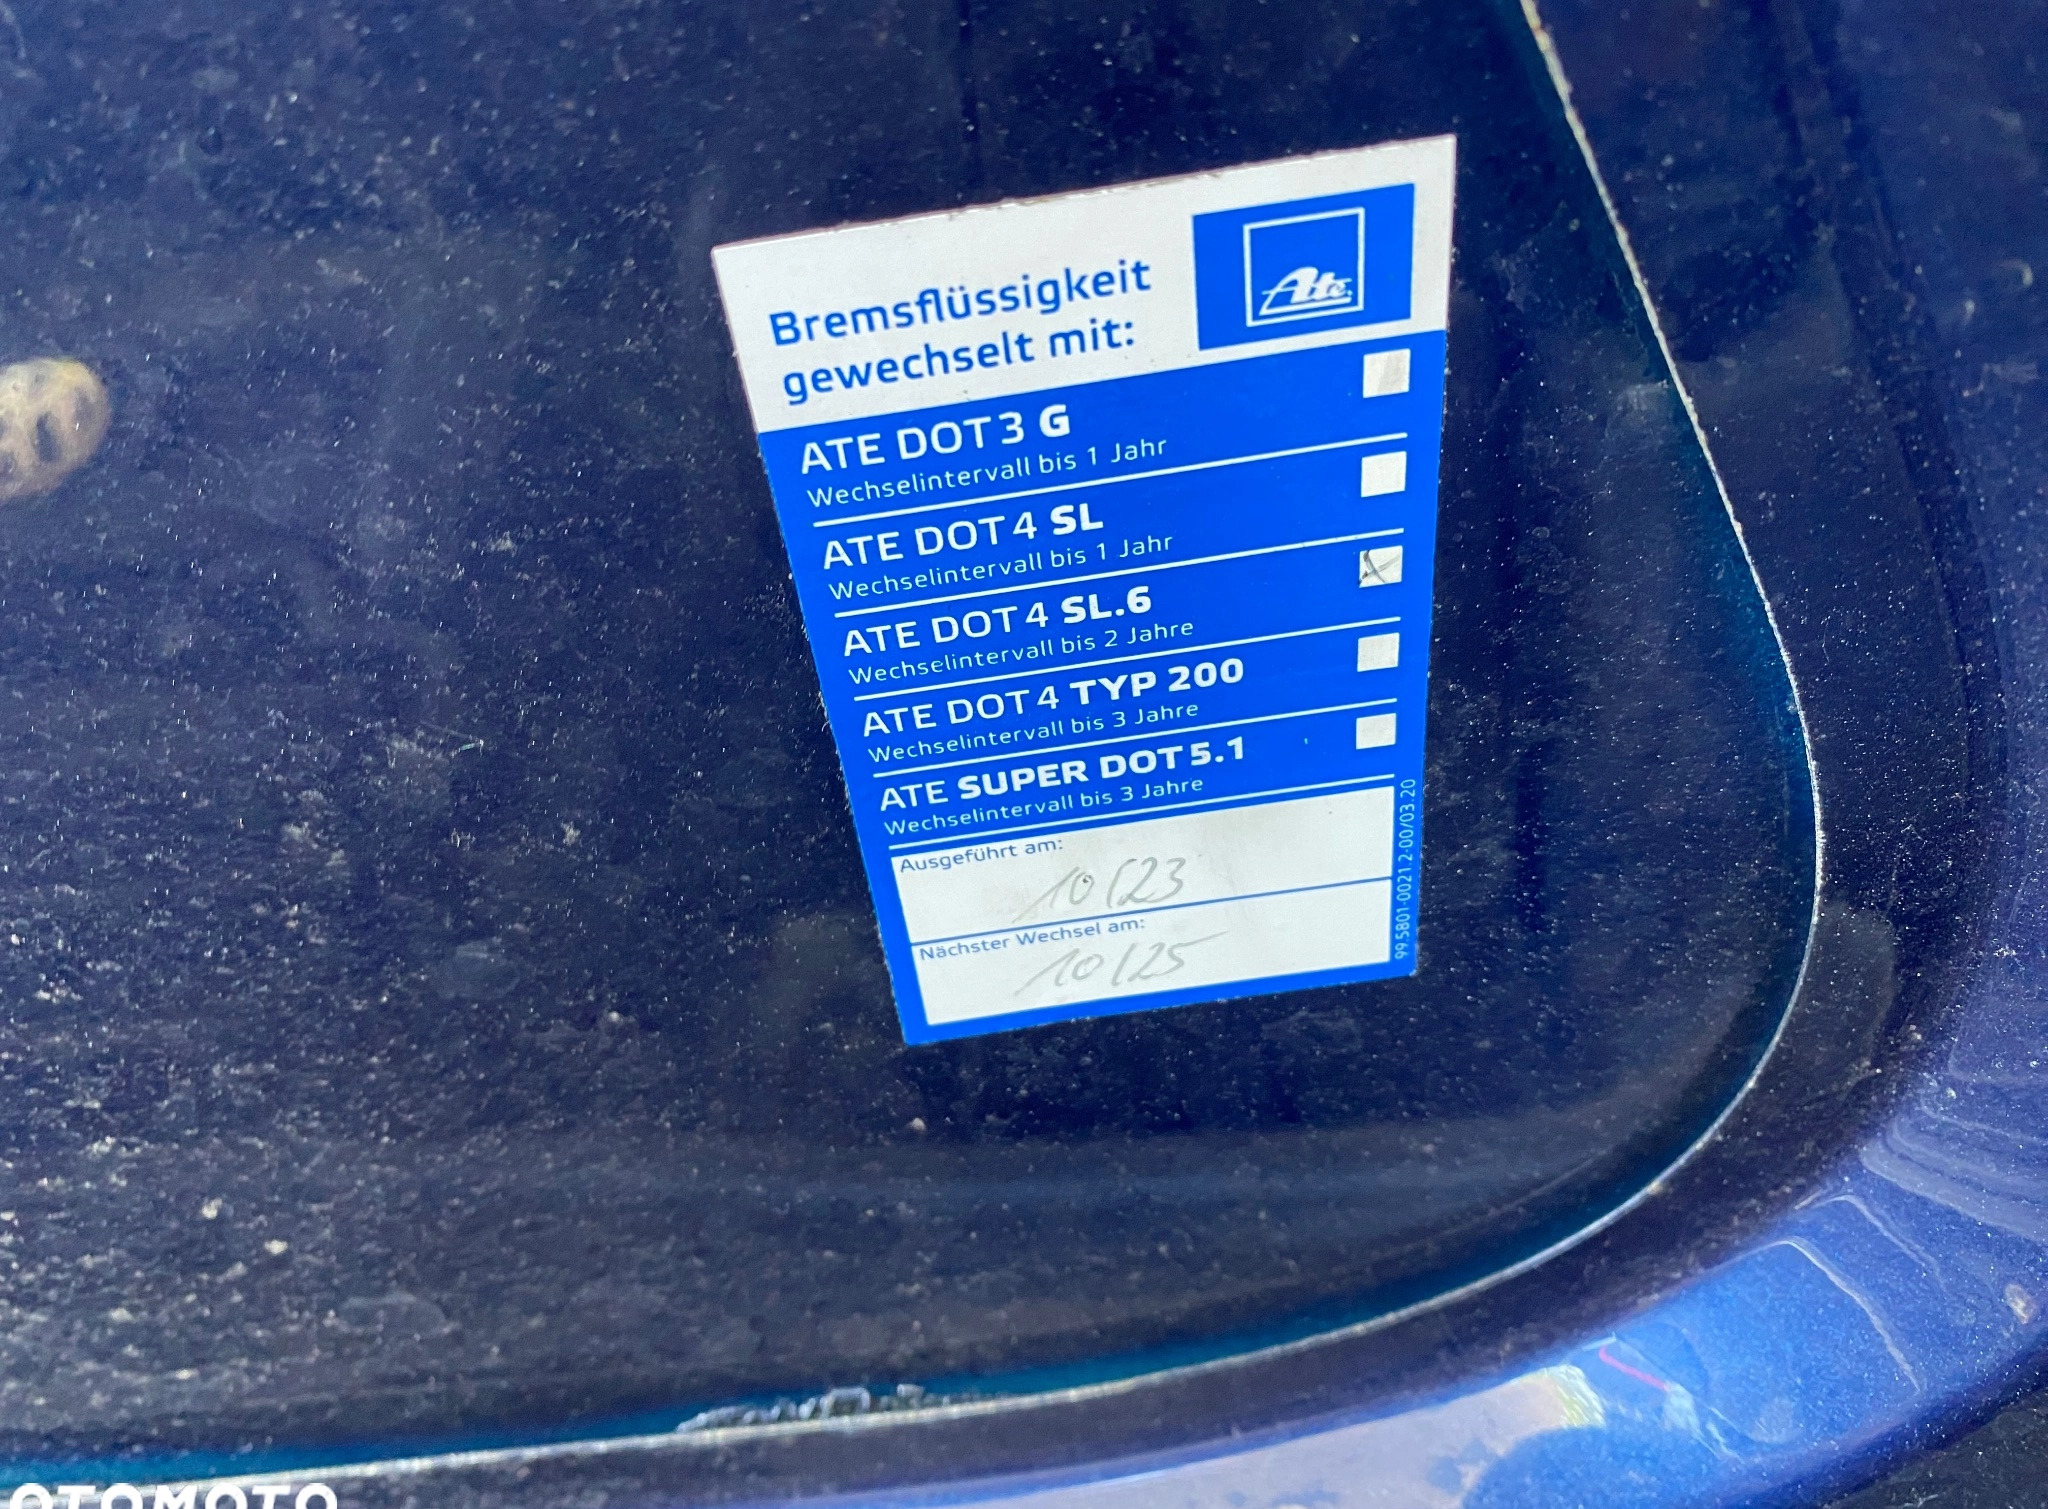 Bremsflüssigkeit
gewechselt mit:
Ate
ATE DOT 3 G
Wechselintervall bis 1 Jahr
ATE DOT 4 SL
Wechselintervall bis 1 Jahr
ATE DOT 4 SL.6
Wechselintervall bis 2 Jahre
ATE DOT 4 TYP 200
Wechselintervall bis 3 Jahre
ATE SUPER DOT 5.1
Wechselintervall bis 3 Jahre
Ausgeführt am:
10/23
Nächster Wechsel am:
10/25
99.5801-0021.2-00/03.20
OTOMOTO